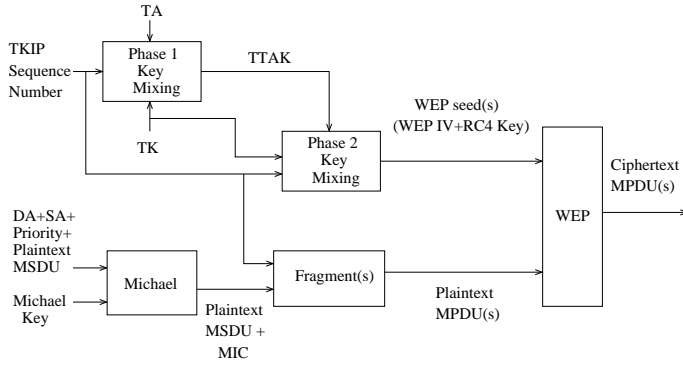 TA
TKIP
Sequence
Number
Phase 1
Key
Mixing
TTAK
TK
Phase 2
Key
Mixing
WEP seed(s)
(WEP IV+RC4 Key)
WEP
Ciphertext
MPDU(s)
DA+SA+
Priority+
Plaintext
MSDU
Michael
Key
Michael
Plaintext
MSDU +
MIC
Fragment(s)
Plaintext
MPDU(s)